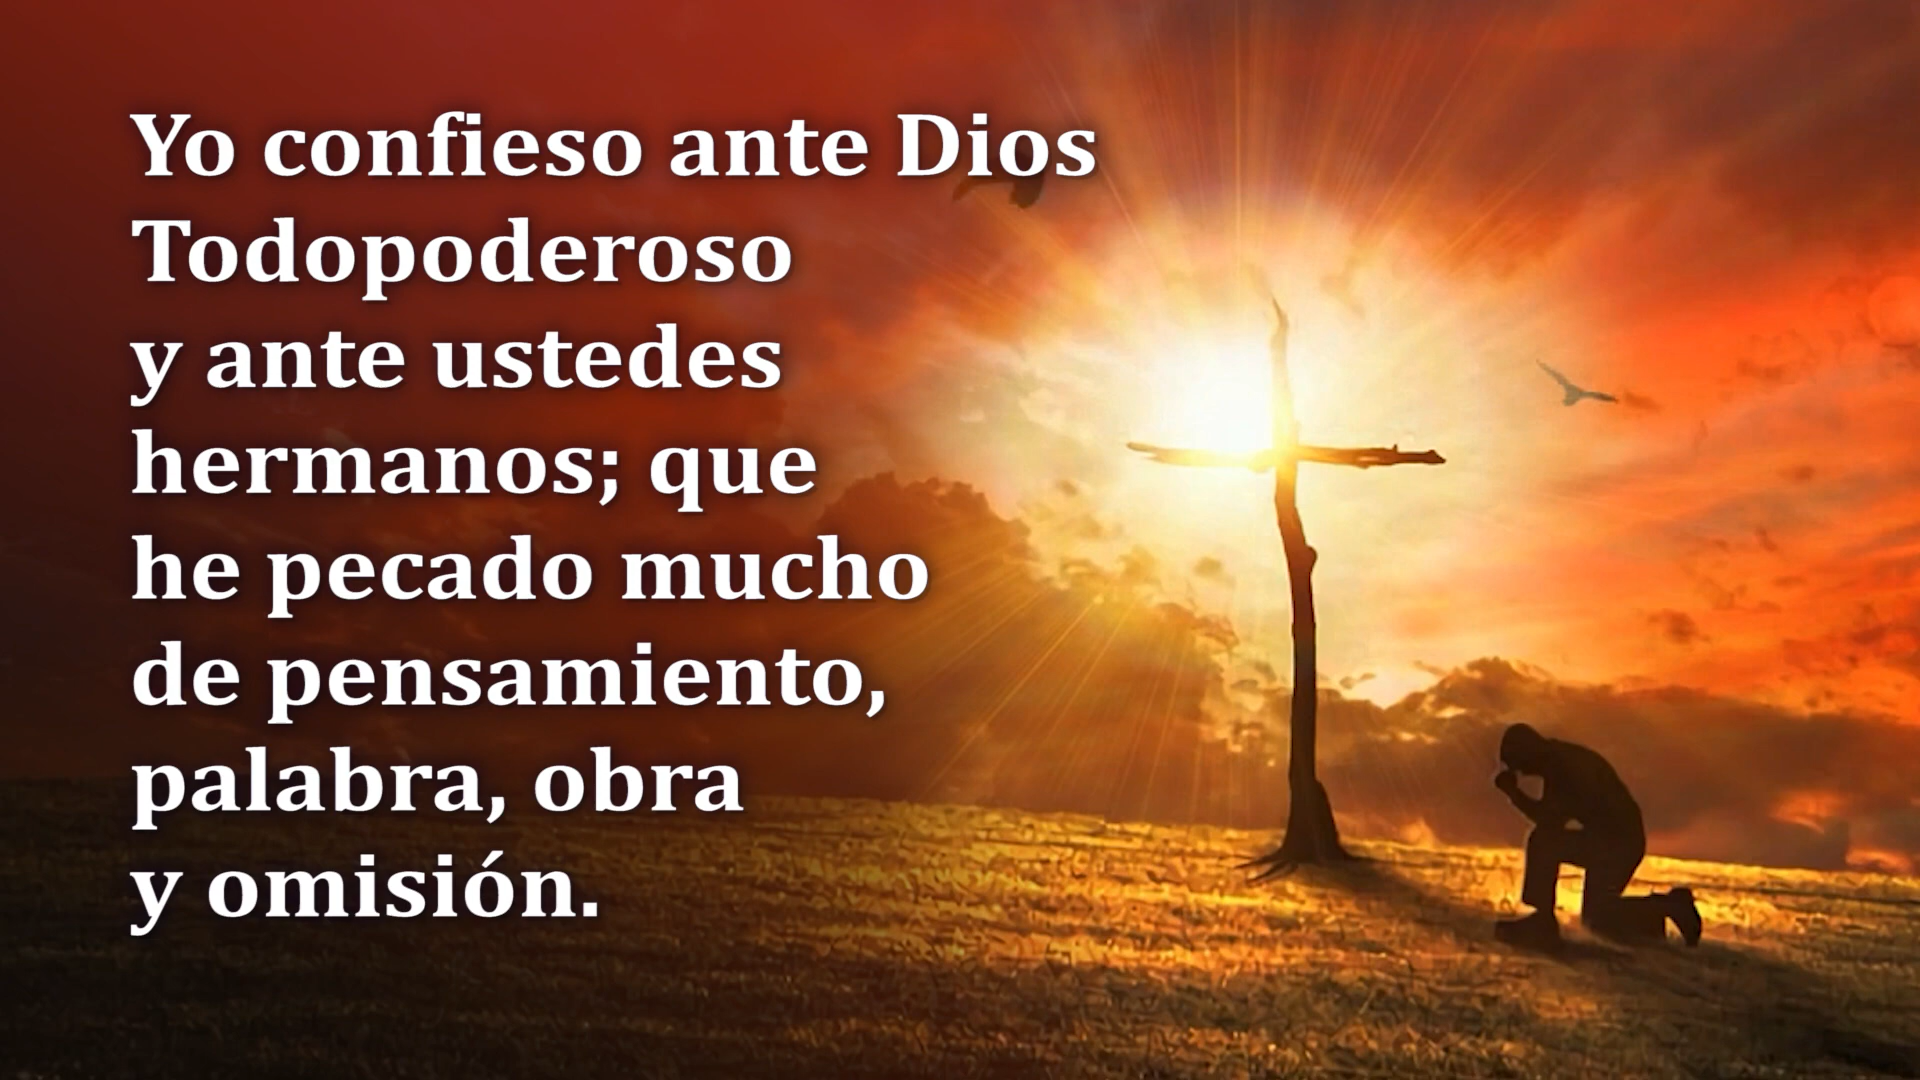 Yo confieso ante Dios
Todopoderoso
y ante ustedes
hermanos; que
he pecado mucho
de pensamiento,
palabra, obra
y omisión.